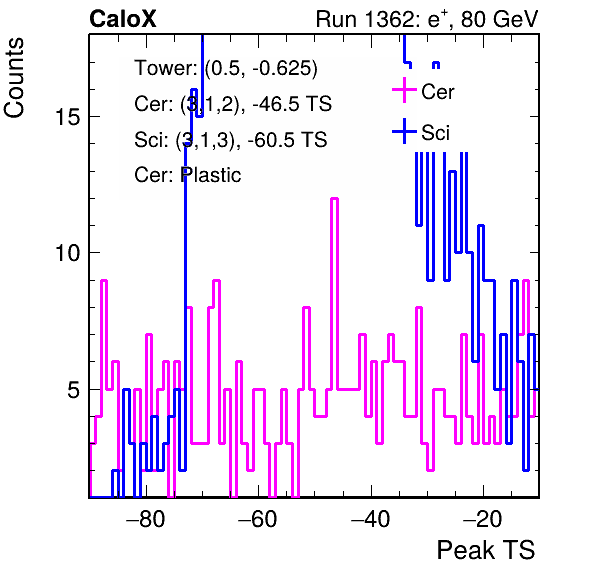 CaloX Run 1362: e⁺, 80 GeV
Counts
Tower: (0.5, -0.625)
Cer: (3,1,2), -46.5 TS
Sci: (3,1,3), -60.5 TS
Cer: Plastic
Cer
Sci
15
10
5
−80 −60 −40 −20
Peak TS